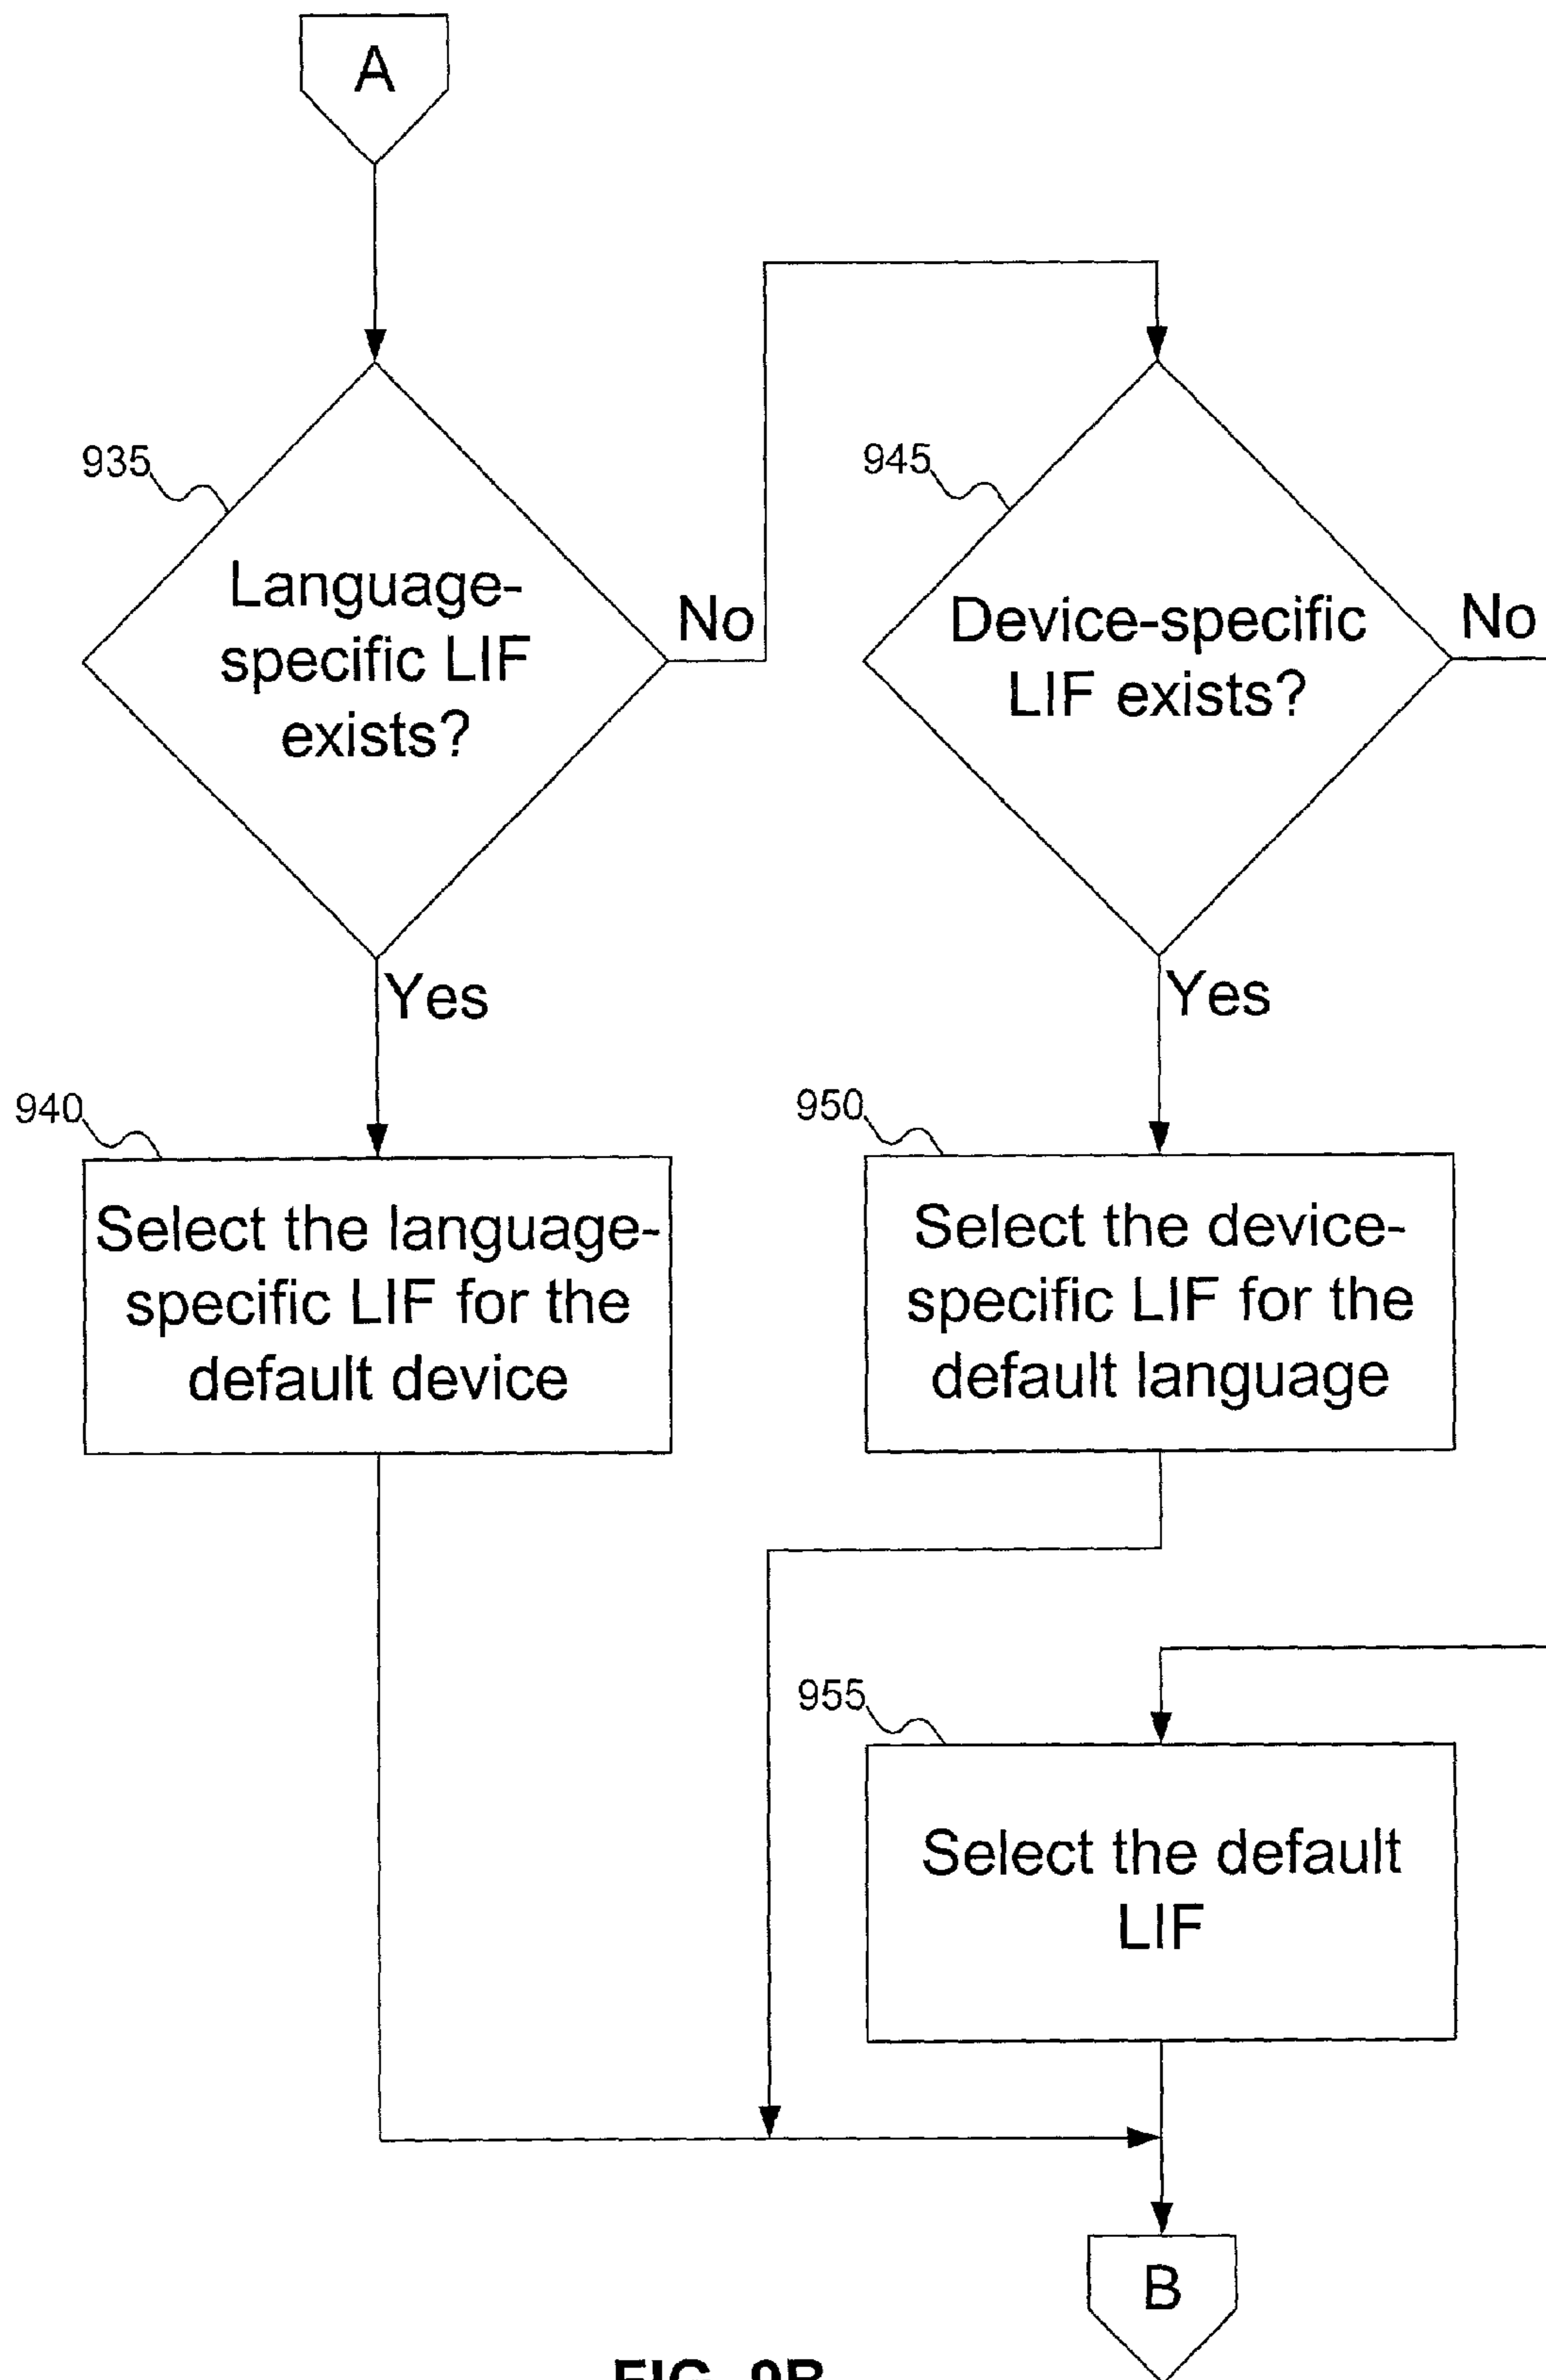 A
935
Language-
specific LIF
exists?
No
Yes
945
Device-specific
LIF exists?
No
Yes
940
Select the language-
specific LIF for the
default device
950
Select the device-
specific LIF for the
default language
955
Select the default
LIF
B
FIG. 9B